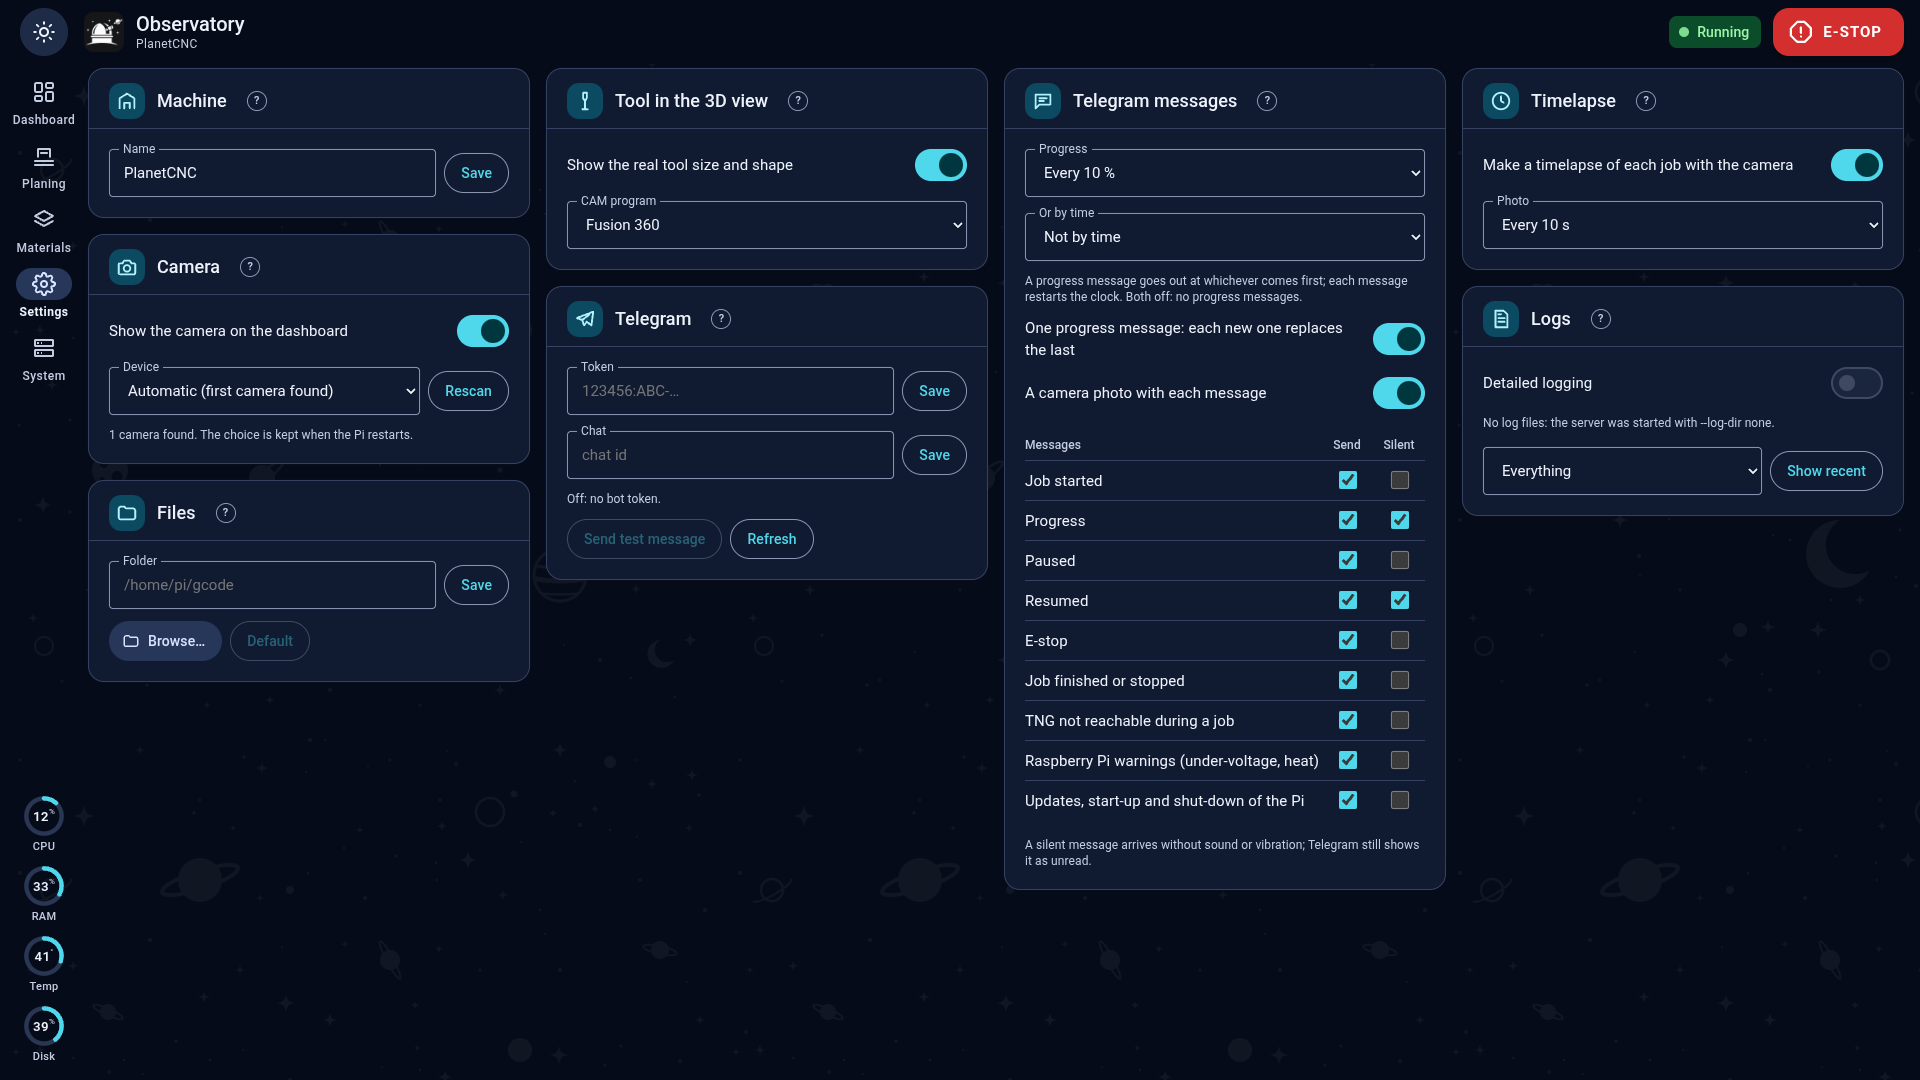 Observatory
PlanetCNC
Running
E-STOP
Dashboard
Planing
Materials
Settings
System
12%
CPU
33%
RAM
41°
Temp
39%
Disk
Machine ?
Name
PlanetCNC
Save
Camera ?
Show the camera on the dashboard
Device
Automatic (first camera found)
Rescan
1 camera found. The choice is kept when the Pi restarts.
Files ?
Folder
/home/pi/gcode
Save
Browse...
Default
Tool in the 3D view ?
Show the real tool size and shape
CAM program
Fusion 360
Telegram ?
Token
123456:ABC-...
Save
Chat
chat id
Save
Off: no bot token.
Send test message
Refresh
Telegram messages ?
Progress
Every 10 %
Or by time
Not by time
A progress message goes out at whichever comes first; each message
restarts the clock. Both off: no progress messages.
One progress message: each new one replaces
the last
A camera photo with each message
Messages Send Silent
Job started
Progress
Paused
Resumed
E-stop
Job finished or stopped
TNG not reachable during a job
Raspberry Pi warnings (under-voltage, heat)
Updates, start-up and shut-down of the Pi
A silent message arrives without sound or vibration; Telegram still shows
it as unread.
Timelapse ?
Make a timelapse of each job with the camera
Photo
Every 10 s
Logs ?
Detailed logging
No log files: the server was started with --log-dir none.
Everything
Show recent